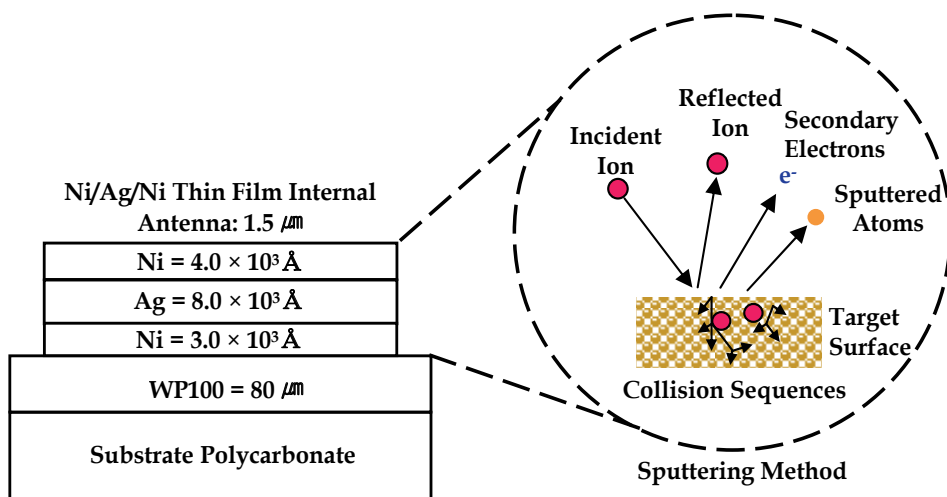 Ni/Ag/Ni Thin Film Internal
Antenna: 1.5 ㎛
Ni = 4.0 × 10³ Å
Ag = 8.0 × 10³ Å
Ni = 3.0 × 10³ Å
WP100 = 80 ㎛
Substrate Polycarbonate
Incident
Ion
Reflected
Ion
Secondary
Electrons
e⁻
Sputtered
Atoms
Target
Surface
Collision Sequences
Sputtering Method